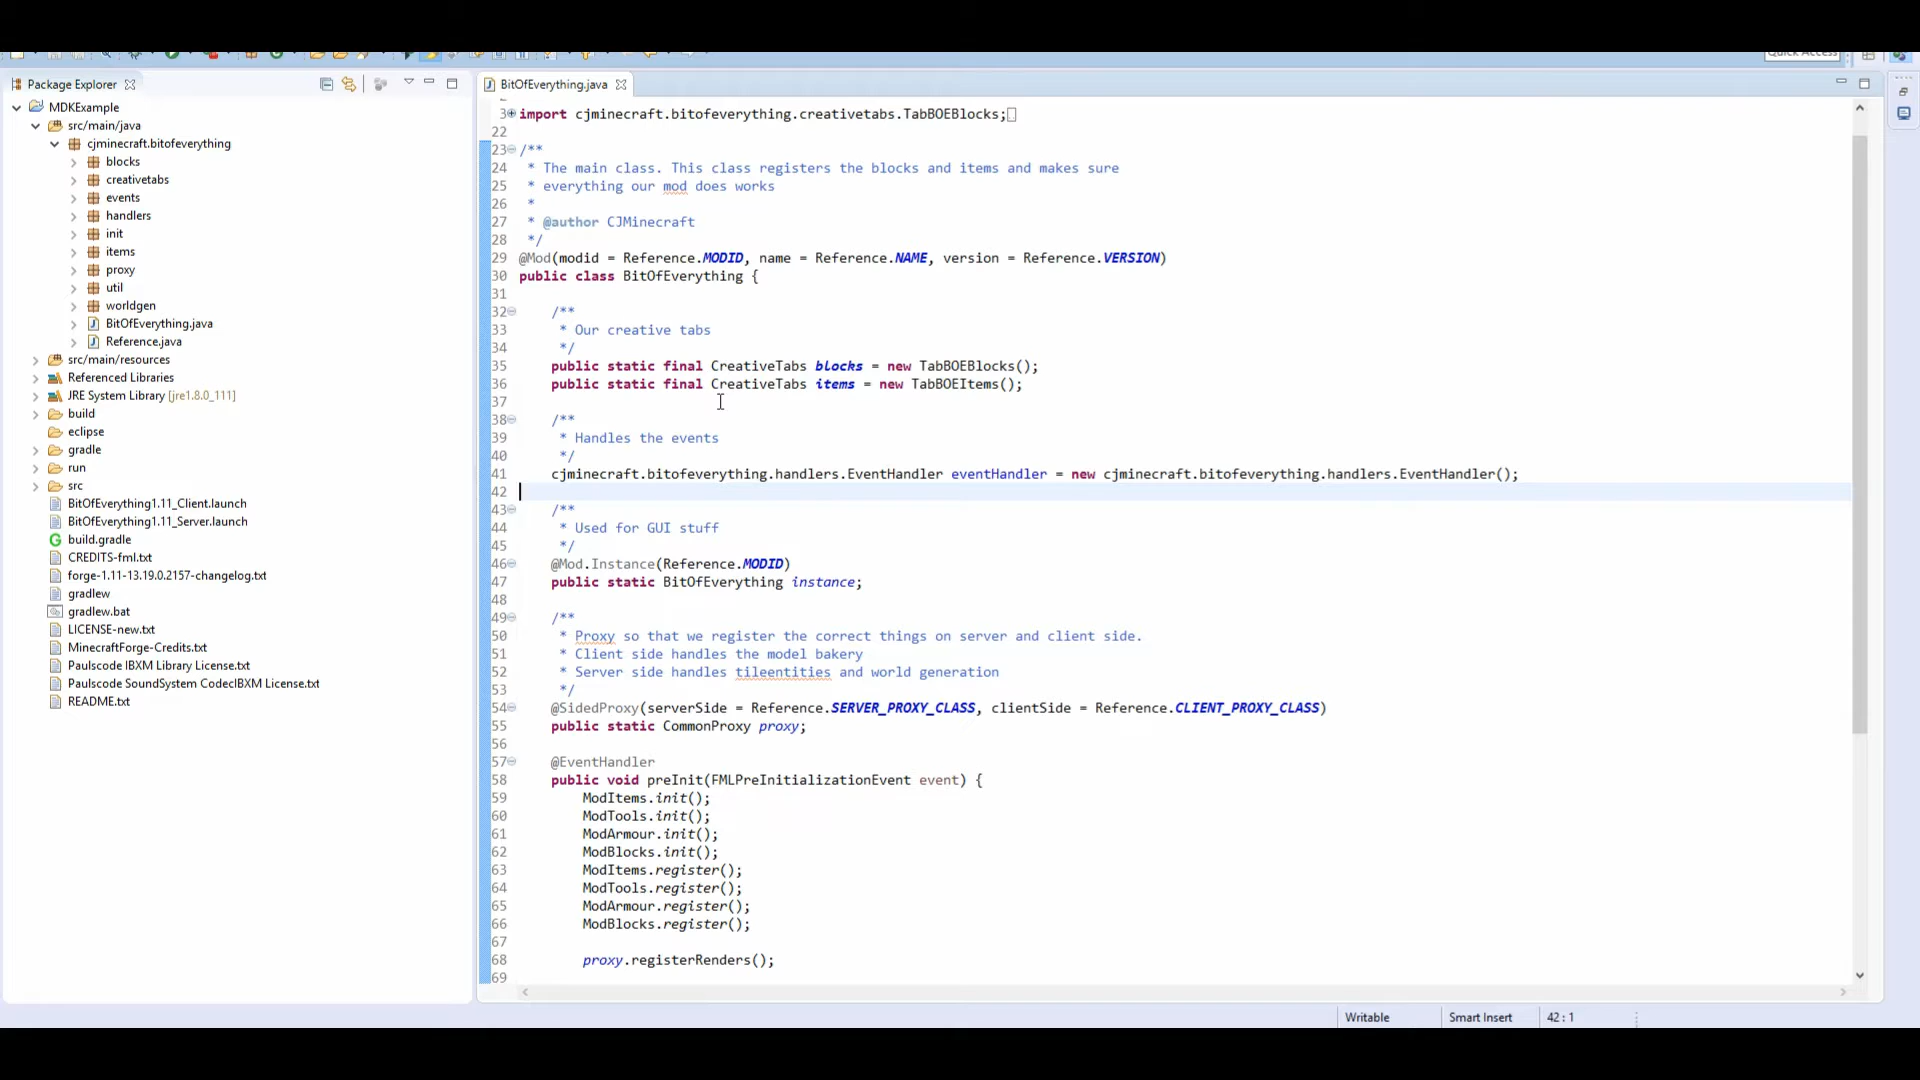 Quick Access
Package Explorer
MDKExample
src/main/java
cjminecraft.bitofeverything
blocks
creativetabs
events
handlers
init
items
proxy
util
worldgen
BitOfEverything.java
Reference.java
src/main/resources
Referenced Libraries
JRE System Library [jre1.8.0_111]
build
eclipse
gradle
run
src
BitOfEverything1.11_Client.launch
BitOfEverything1.11_Server.launch
build.gradle
CREDITS-fml.txt
forge-1.11-13.19.0.2157-changelog.txt
gradlew
gradlew.bat
LICENSE-new.txt
MinecraftForge-Credits.txt
Paulscode IBXM Library License.txt
Paulscode SoundSystem CodecIBXM License.txt
README.txt
BitOfEverything.java
3 import cjminecraft.bitofeverything.creativetabs.TabBOEBlocks;
22
23 /**
24 * The main class. This class registers the blocks and items and makes sure
25 * everything our mod does works
26 *
27 * @author CJMinecraft
28 */
29 @Mod(modid = Reference.MODID, name = Reference.NAME, version = Reference.VERSION)
30 public class BitOfEverything {
31
32 /**
33 * Our creative tabs
34 */
35 public static final CreativeTabs blocks = new TabBOEBlocks();
36 public static final CreativeTabs items = new TabBOEItems();
37
38 /**
39 * Handles the events
40 */
41 cjminecraft.bitofeverything.handlers.EventHandler eventHandler = new cjminecraft.bitofeverything.handlers.EventHandler();
42
43 /**
44 * Used for GUI stuff
45 */
46 @Mod.Instance(Reference.MODID)
47 public static BitOfEverything instance;
48
49 /**
50 * Proxy so that we register the correct things on server and client side.
51 * Client side handles the model bakery
52 * Server side handles tileentities and world generation
53 */
54 @SidedProxy(serverSide = Reference.SERVER_PROXY_CLASS, clientSide = Reference.CLIENT_PROXY_CLASS)
55 public static CommonProxy proxy;
56
57 @EventHandler
58 public void preInit(FMLPreInitializationEvent event) {
59 ModItems.init();
60 ModTools.init();
61 ModArmour.init();
62 ModBlocks.init();
63 ModItems.register();
64 ModTools.register();
65 ModArmour.register();
66 ModBlocks.register();
67
68 proxy.registerRenders();
69
Writable
Smart Insert
42 : 1